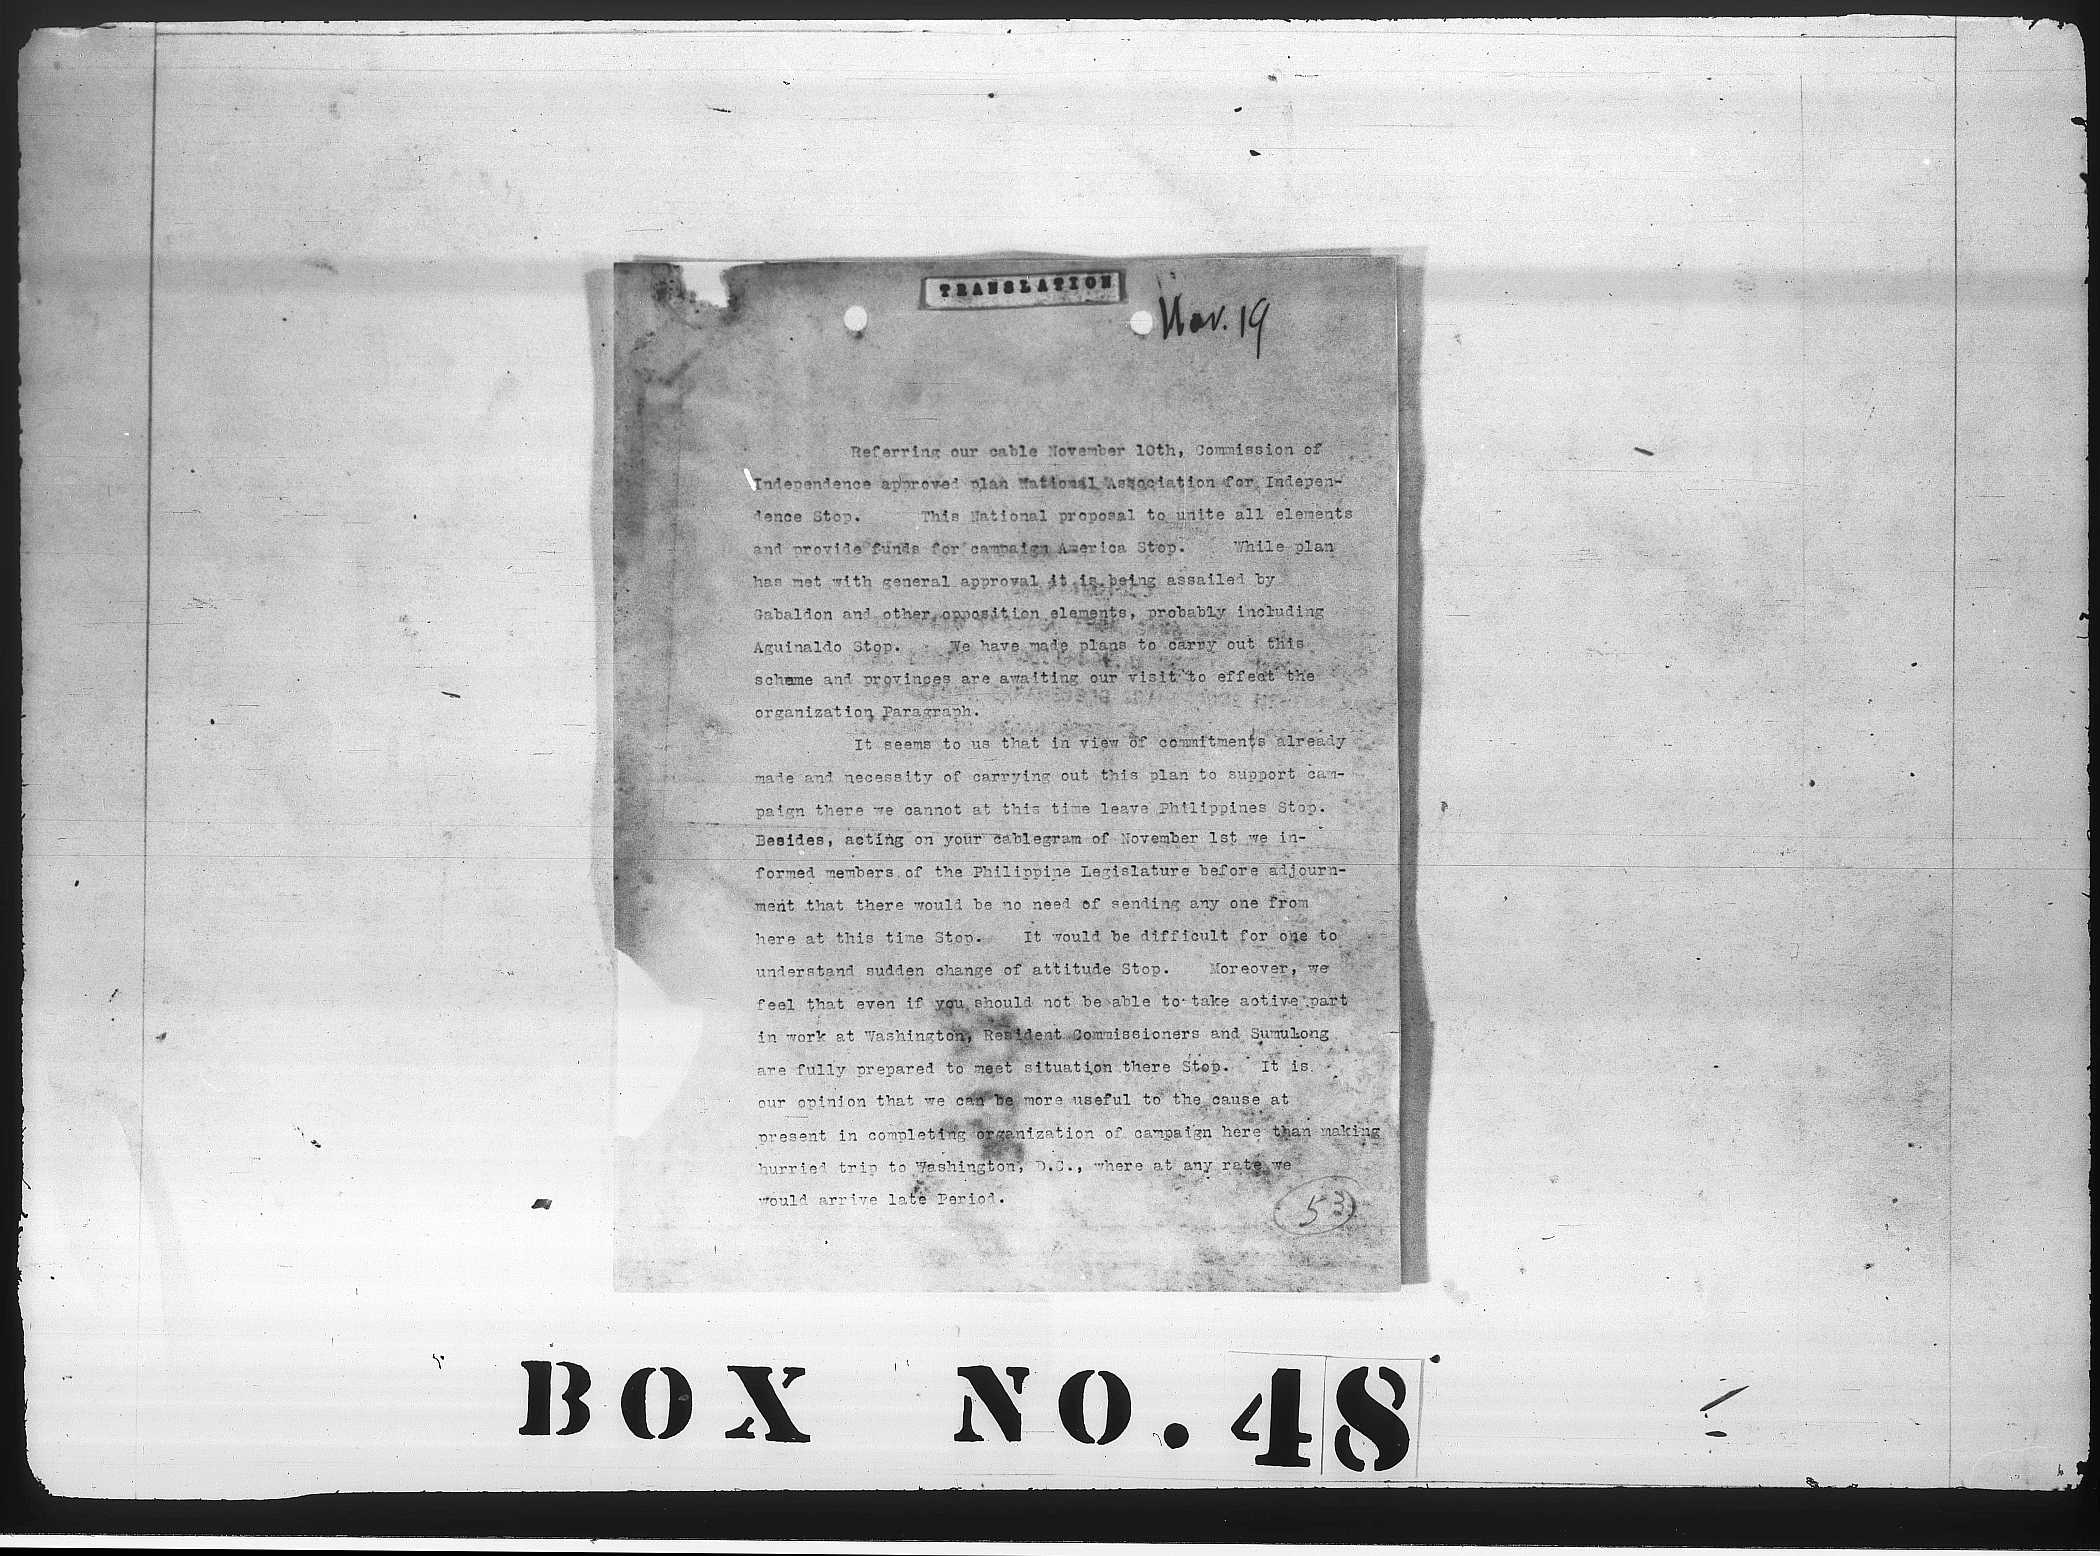 TRANSLATION
Nov. 19
Referring our cable November 10th, Commission of
Independence approved plan National Association for Indepen-
dence Stop. This National proposal to unite all elements
and provide funds for campaign America Stop. While plan
has met with general approval it is being assailed by
Gabaldon and other opposition elements, probably including
Aguinaldo Stop. We have made plans to carry out this
scheme and provinces are awaiting our visit to effect the
organization Paragraph.
It seems to us that in view of commitments already
made and necessity of carrying out this plan to support cam-
paign there we cannot at this time leave Philippines Stop.
Besides, acting on your cablegram of November 1st we in-
formed members of the Philippine Legislature before adjourn-
ment that there would be no need of sending any one from
here at this time Stop. It would be difficult for one to
understand sudden change of attitude Stop. Moreover, we
feel that even if you should not be able to take active part
in work at Washington, Resident Commissioners and Sumulong
are fully prepared to meet situation there Stop. It is
our opinion that we can be more useful to the cause at
present in completing organization of campaign here than making
hurried trip to Washington, D.C., where at any rate we
would arrive late Period.
53
BOX NO. 48